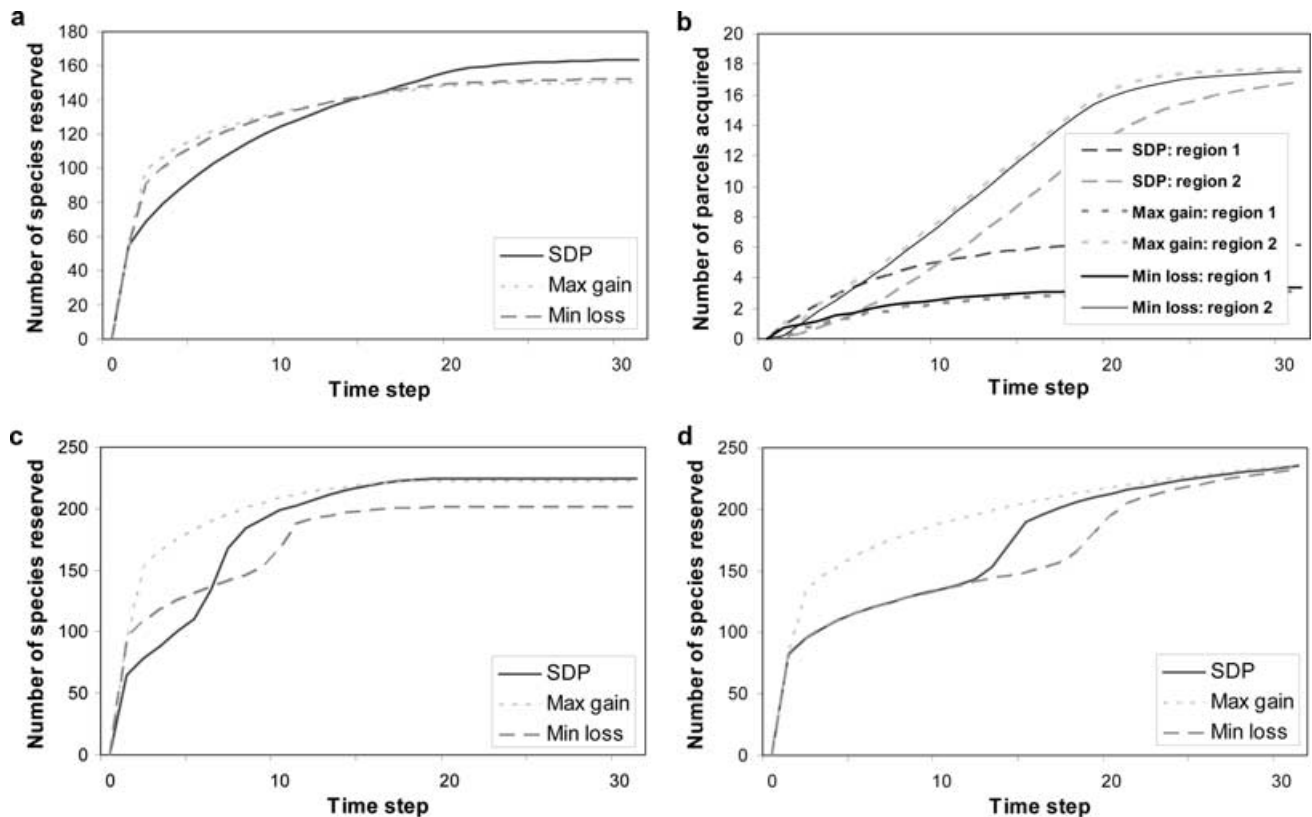 a
Number of species reserved
180
160
140
120
100
80
60
40
20
0
0 10 20 30
Time step
SDP
Max gain
Min loss
b
Number of parcels acquired
20
18
16
14
12
10
8
6
4
2
0
0 10 20 30
Time step
SDP: region 1
SDP: region 2
Max gain: region 1
Max gain: region 2
Min loss: region 1
Min loss: region 2
c
Number of species reserved
250
200
150
100
50
0
0 10 20 30
Time step
SDP
Max gain
Min loss
d
Number of species reserved
250
200
150
100
50
0
0 10 20 30
Time step
SDP
Max gain
Min loss